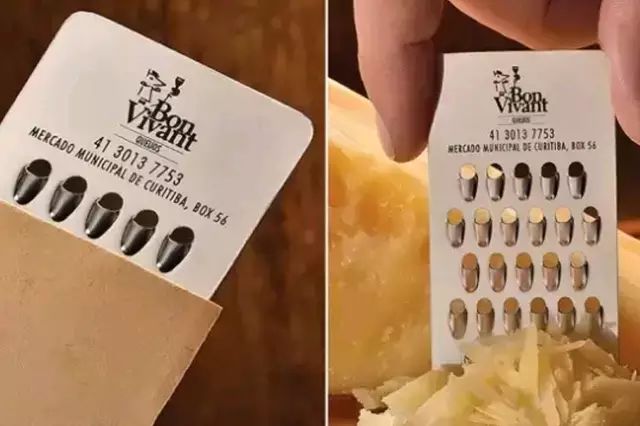 Bon
Vivant
QUEIJOS
41 3013 7753
MERCADO MUNICIPAL DE CURITIBA, BOX 56
Bon
Vivant
QUEIJOS
41 3013 7753
MERCADO MUNICIPAL DE CURITIBA, BOX 56